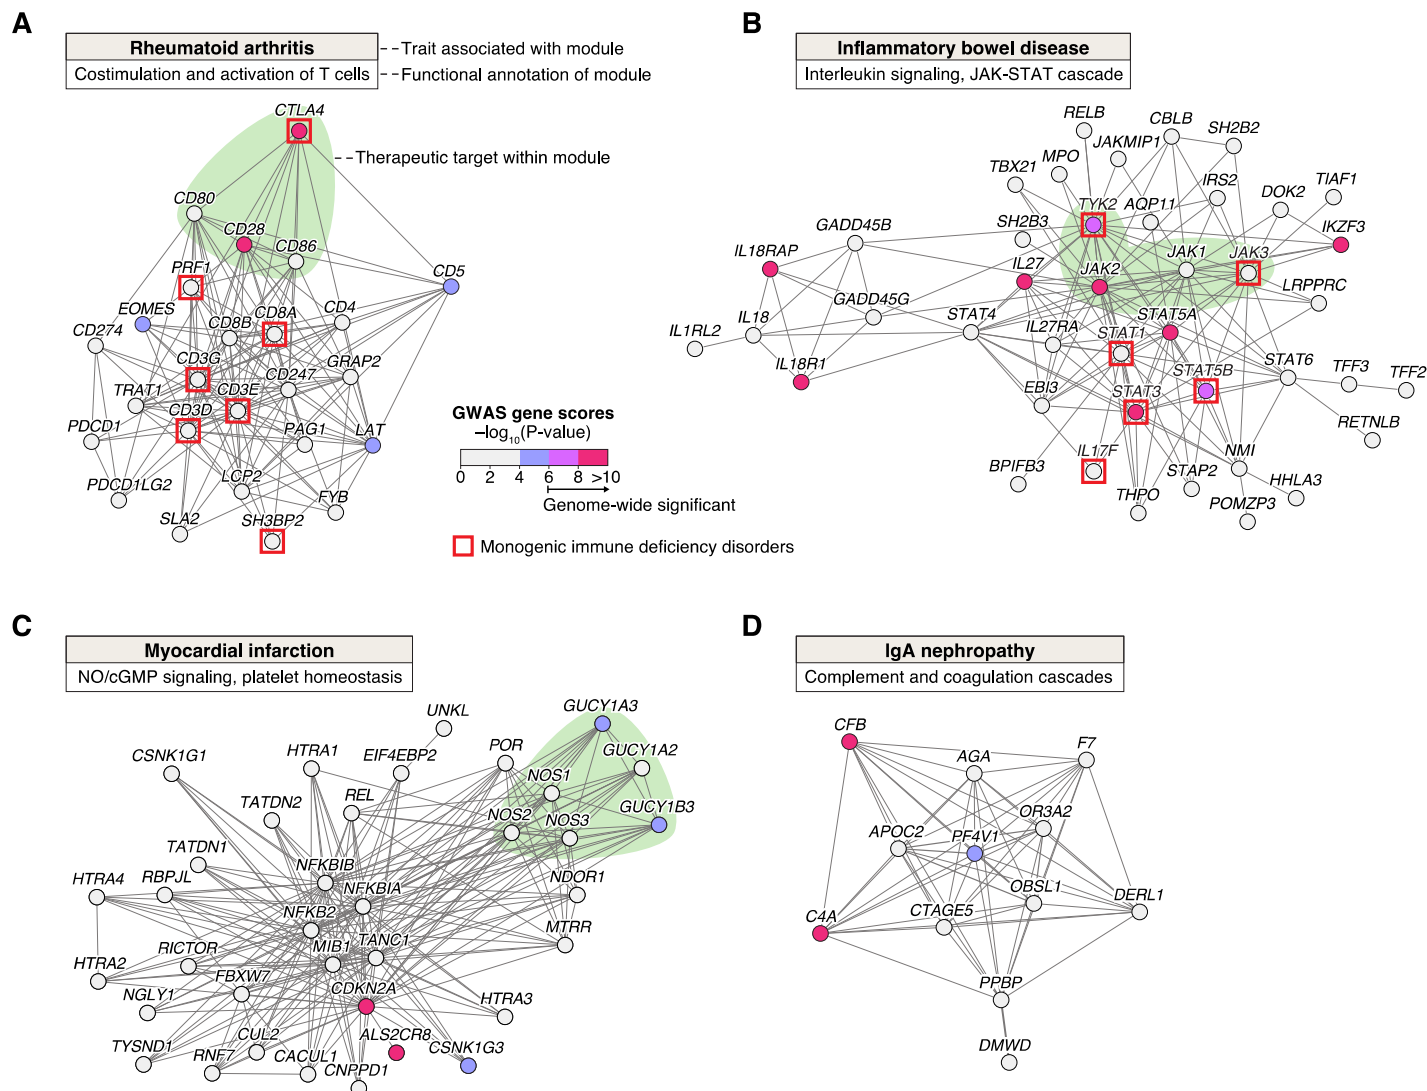 A
Rheumatoid arthritis
Costimulation and activation of T cells
Trait associated with module
Functional annotation of module
CTLA4
Therapeutic target within module
CD80
CD28
CD86
PRF1
CD5
EOMES
CD8A
CD4
CD274
CD8B
CD3G
CD247
GRAP2
TRAT1
CD3E
CD3D
PDCD1
PAG1
LAT
PDCD1LG2
LCP2
FYB
SLA2
SH3BP2
GWAS gene scores
–log10(P-value)
0 2 4 6 8 >10
Genome-wide significant
Monogenic immune deficiency disorders
B
Inflammatory bowel disease
Interleukin signaling, JAK-STAT cascade
RELB
CBLB
SH2B2
JAKMIP1
MPO
TBX21
IRS2
DOK2
TIAF1
TYK2
AQP11
SH2B3
IKZF3
GADD45B
IL18RAP
IL27
JAK2
JAK1
JAK3
LRPPRC
GADD45G
STAT4
IL27RA
STAT5A
IL1RL2
IL18
STAT1
IL18R1
STAT5B
STAT6
TFF3
TFF2
EBI3
STAT3
RETNLB
BPIFB3
IL17F
STAP2
NMI
HHLA3
THPO
POMZP3
C
Myocardial infarction
NO/cGMP signaling, platelet homeostasis
UNKL
GUCY1A3
CSNK1G1
HTRA1
EIF4EBP2
POR
GUCY1A2
NOS1
TATDN2
REL
GUCY1B3
NOS2
NOS3
TATDN1
NFKBIB
HTRA4
RBPJL
NFKBIA
NDOR1
NFKB2
MTRR
RICTOR
MIB1
TANC1
HTRA2
FBXW7
CDKN2A
NGLY1
HTRA3
TYSND1
CUL2
ALS2CR8
CSNK1G3
RNF7
CACUL1
CNPPD1
D
IgA nephropathy
Complement and coagulation cascades
CFB
AGA
F7
OR3A2
APOC2
PF4V1
OBSL1
DERL1
C4A
CTAGE5
PPBP
DMWD